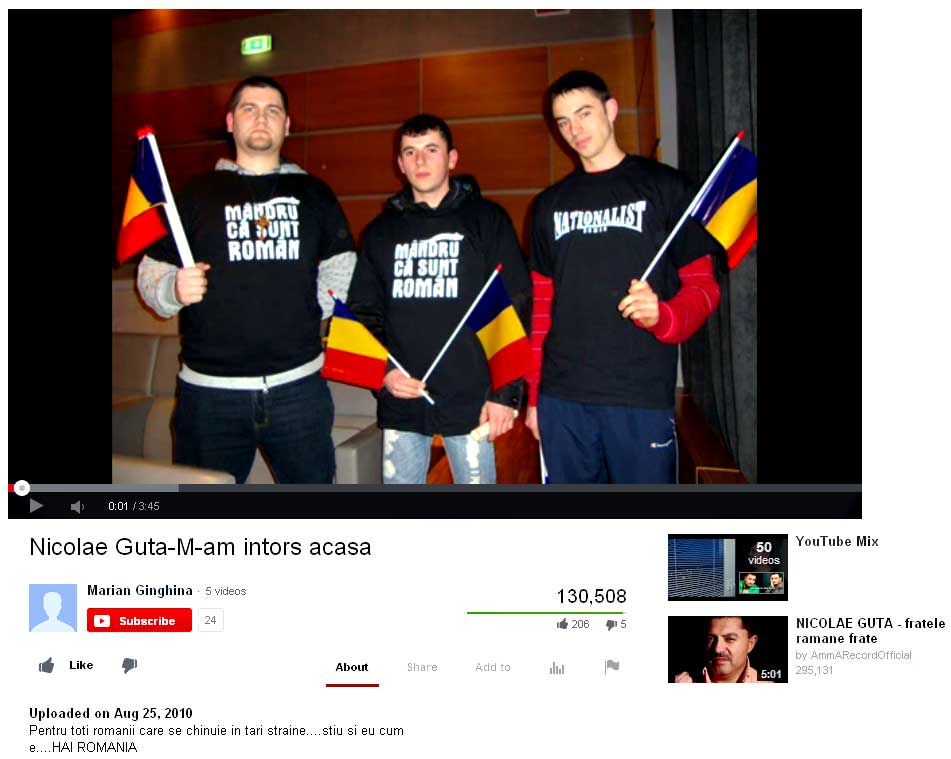 MÂNDRU
CĂ SUNT
ROMÂN
MÂNDRU
CĂ SUNT
ROMÂN
NATIONALIST
0:01 / 3:45
Nicolae Guta-M-am intors acasa
Marian Ginghina · 5 videos
Subscribe 24
130,508
206 5
Like
About Share Add to
Uploaded on Aug 25, 2010
Pentru toti romanii care se chinuie in tari straine....stiu si eu cum
e....HAI ROMANIA
50
videos
YouTube Mix
5:01
NICOLAE GUTA - fratele
ramane frate
by AmmARecordOfficial
295,131